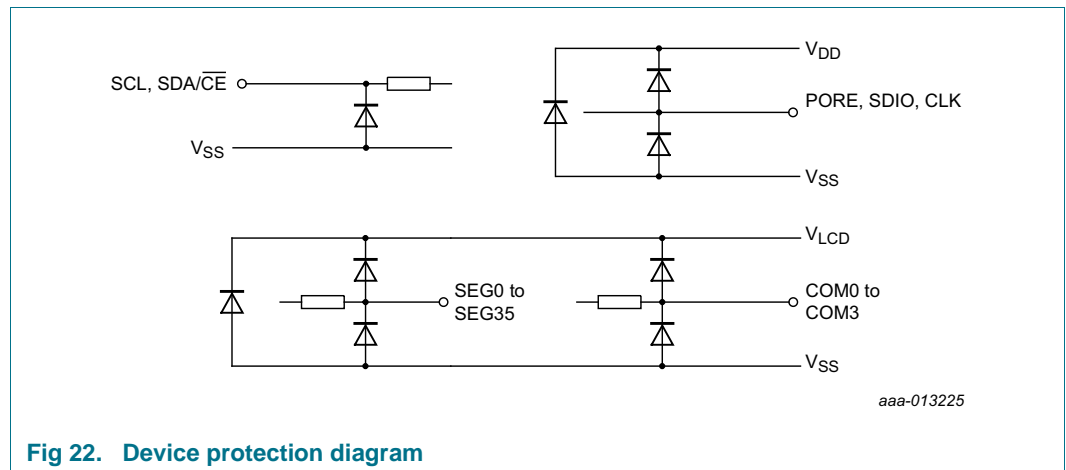 SCL, SDA/C̅E̅
VSS
VDD
PORE, SDIO, CLK
VSS
VLCD
SEG0 to
SEG35
COM0 to
COM3
VSS
aaa-013225
Fig 22. Device protection diagram